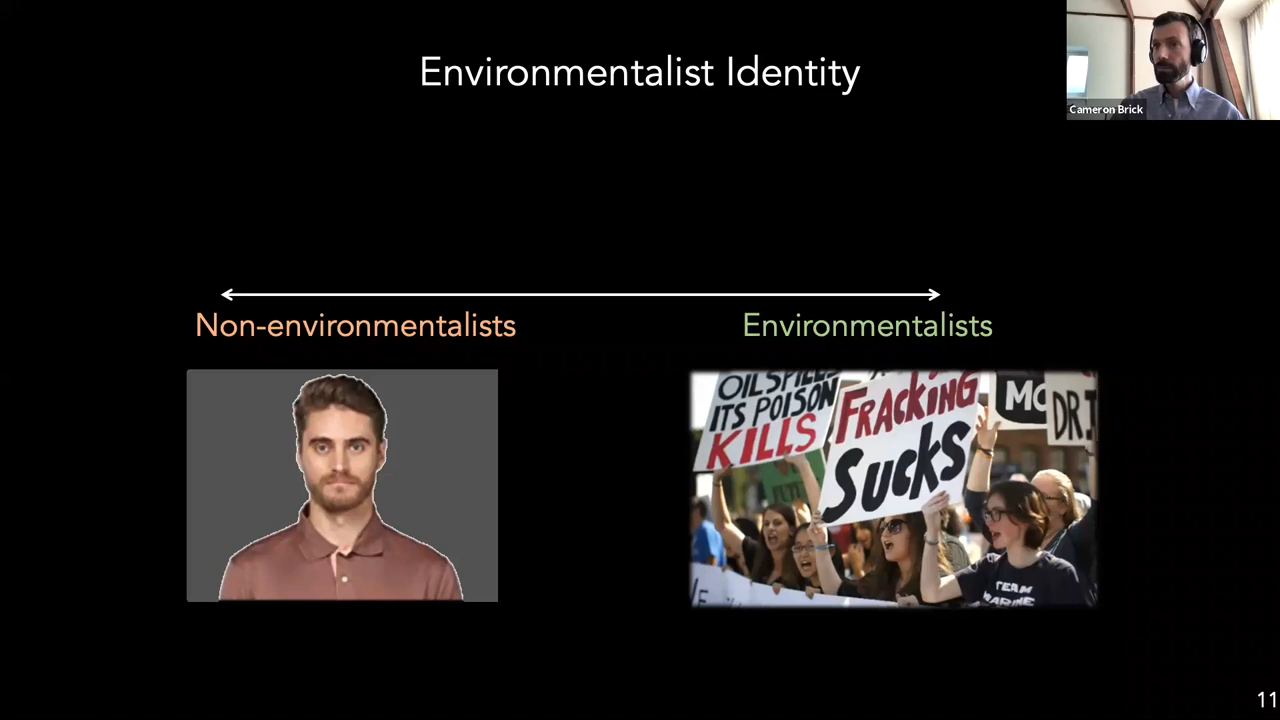 Environmentalist Identity
Cameron Brick
Non-environmentalists
Environmentalists
OIL SPILLS
ITS POISON
KILLS
FRACKING
SUCKS
TEAM
11